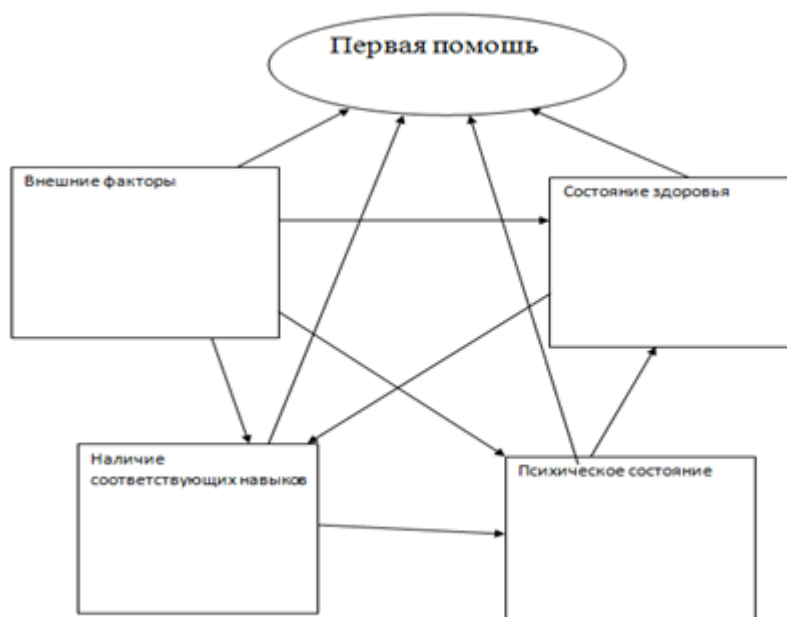 Первая помощь
Внешние факторы
Состояние здоровья
Наличие
соответствующих навыков
Психическое состояние